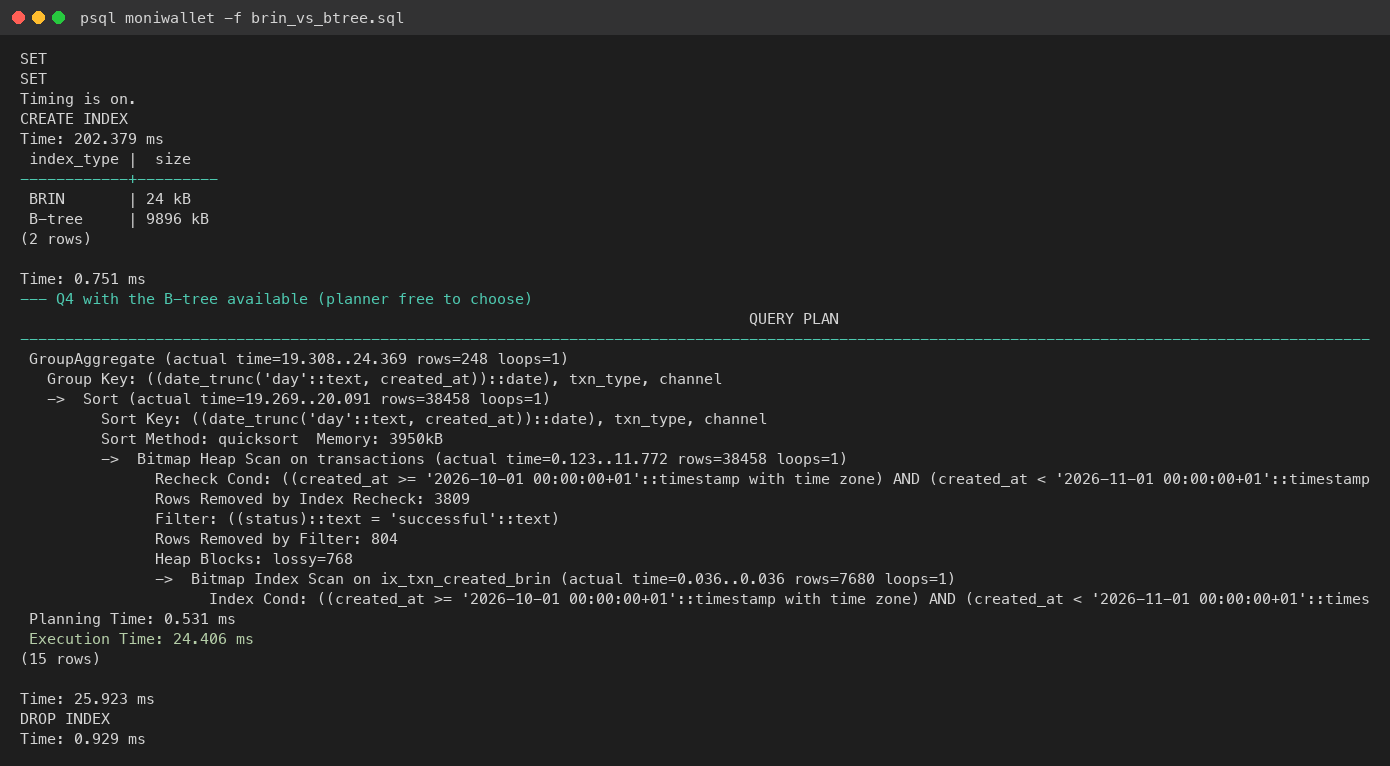 psql moniwallet -f brin_vs_btree.sql
SET
SET
Timing is on.
CREATE INDEX
Time: 202.379 ms
 index_type |  size
------------+---------
 BRIN       | 24 kB
 B-tree     | 9896 kB
(2 rows)

Time: 0.751 ms
--- Q4 with the B-tree available (planner free to choose)
                                                                                 QUERY PLAN
------------------------------------------------------------------------------------------------------------------------------------------------------
 GroupAggregate (actual time=19.308..24.369 rows=248 loops=1)
   Group Key: ((date_trunc('day'::text, created_at))::date), txn_type, channel
   ->  Sort (actual time=19.269..20.091 rows=38458 loops=1)
         Sort Key: ((date_trunc('day'::text, created_at))::date), txn_type, channel
         Sort Method: quicksort  Memory: 3950kB
         ->  Bitmap Heap Scan on transactions (actual time=0.123..11.772 rows=38458 loops=1)
               Recheck Cond: ((created_at >= '2026-10-01 00:00:00+01'::timestamp with time zone) AND (created_at < '2026-11-01 00:00:00+01'::timestamp
               Rows Removed by Index Recheck: 3809
               Filter: ((status)::text = 'successful'::text)
               Rows Removed by Filter: 804
               Heap Blocks: lossy=768
               ->  Bitmap Index Scan on ix_txn_created_brin (actual time=0.036..0.036 rows=7680 loops=1)
                     Index Cond: ((created_at >= '2026-10-01 00:00:00+01'::timestamp with time zone) AND (created_at < '2026-11-01 00:00:00+01'::times
 Planning Time: 0.531 ms
 Execution Time: 24.406 ms
(15 rows)

Time: 25.923 ms
DROP INDEX
Time: 0.929 ms